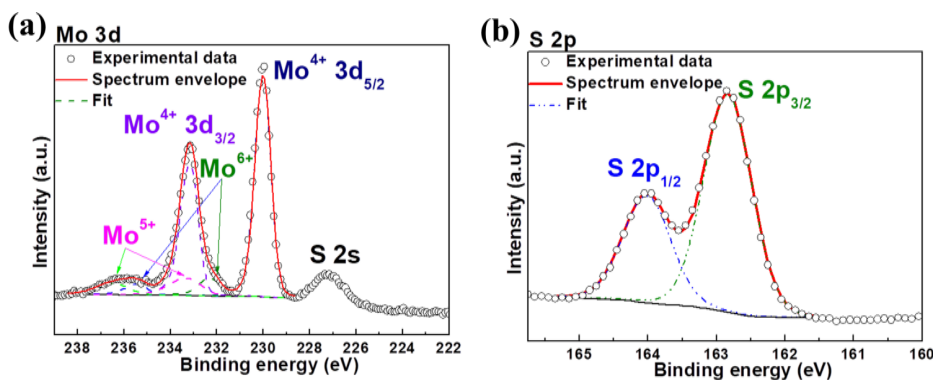 (a)
Mo 3d
Experimental data
Spectrum envelope
Fit
Mo⁴⁺ 3d₅/₂
Mo⁴⁺ 3d₃/₂
Mo⁶⁺
Mo⁵⁺
S 2s
Intensity (a.u.)
238 236 234 232 230 228 226 224 222
Binding energy (eV)
(b)
S 2p
Experimental data
Spectrum envelope
Fit
S 2p₃/₂
S 2p₁/₂
Intensity (a.u.)
165 164 163 162 161 160
Binding energy (eV)